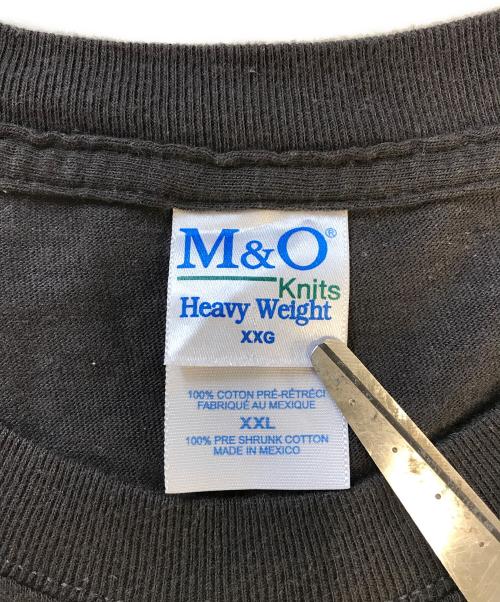 M&O®
Knits
Heavy Weight
XXG
100% COTON PRÉ-RÉTRÉCI
FABRIQUÉ AU MEXIQUE
XXL
100% PRE SHRUNK COTTON
MADE IN MEXICO